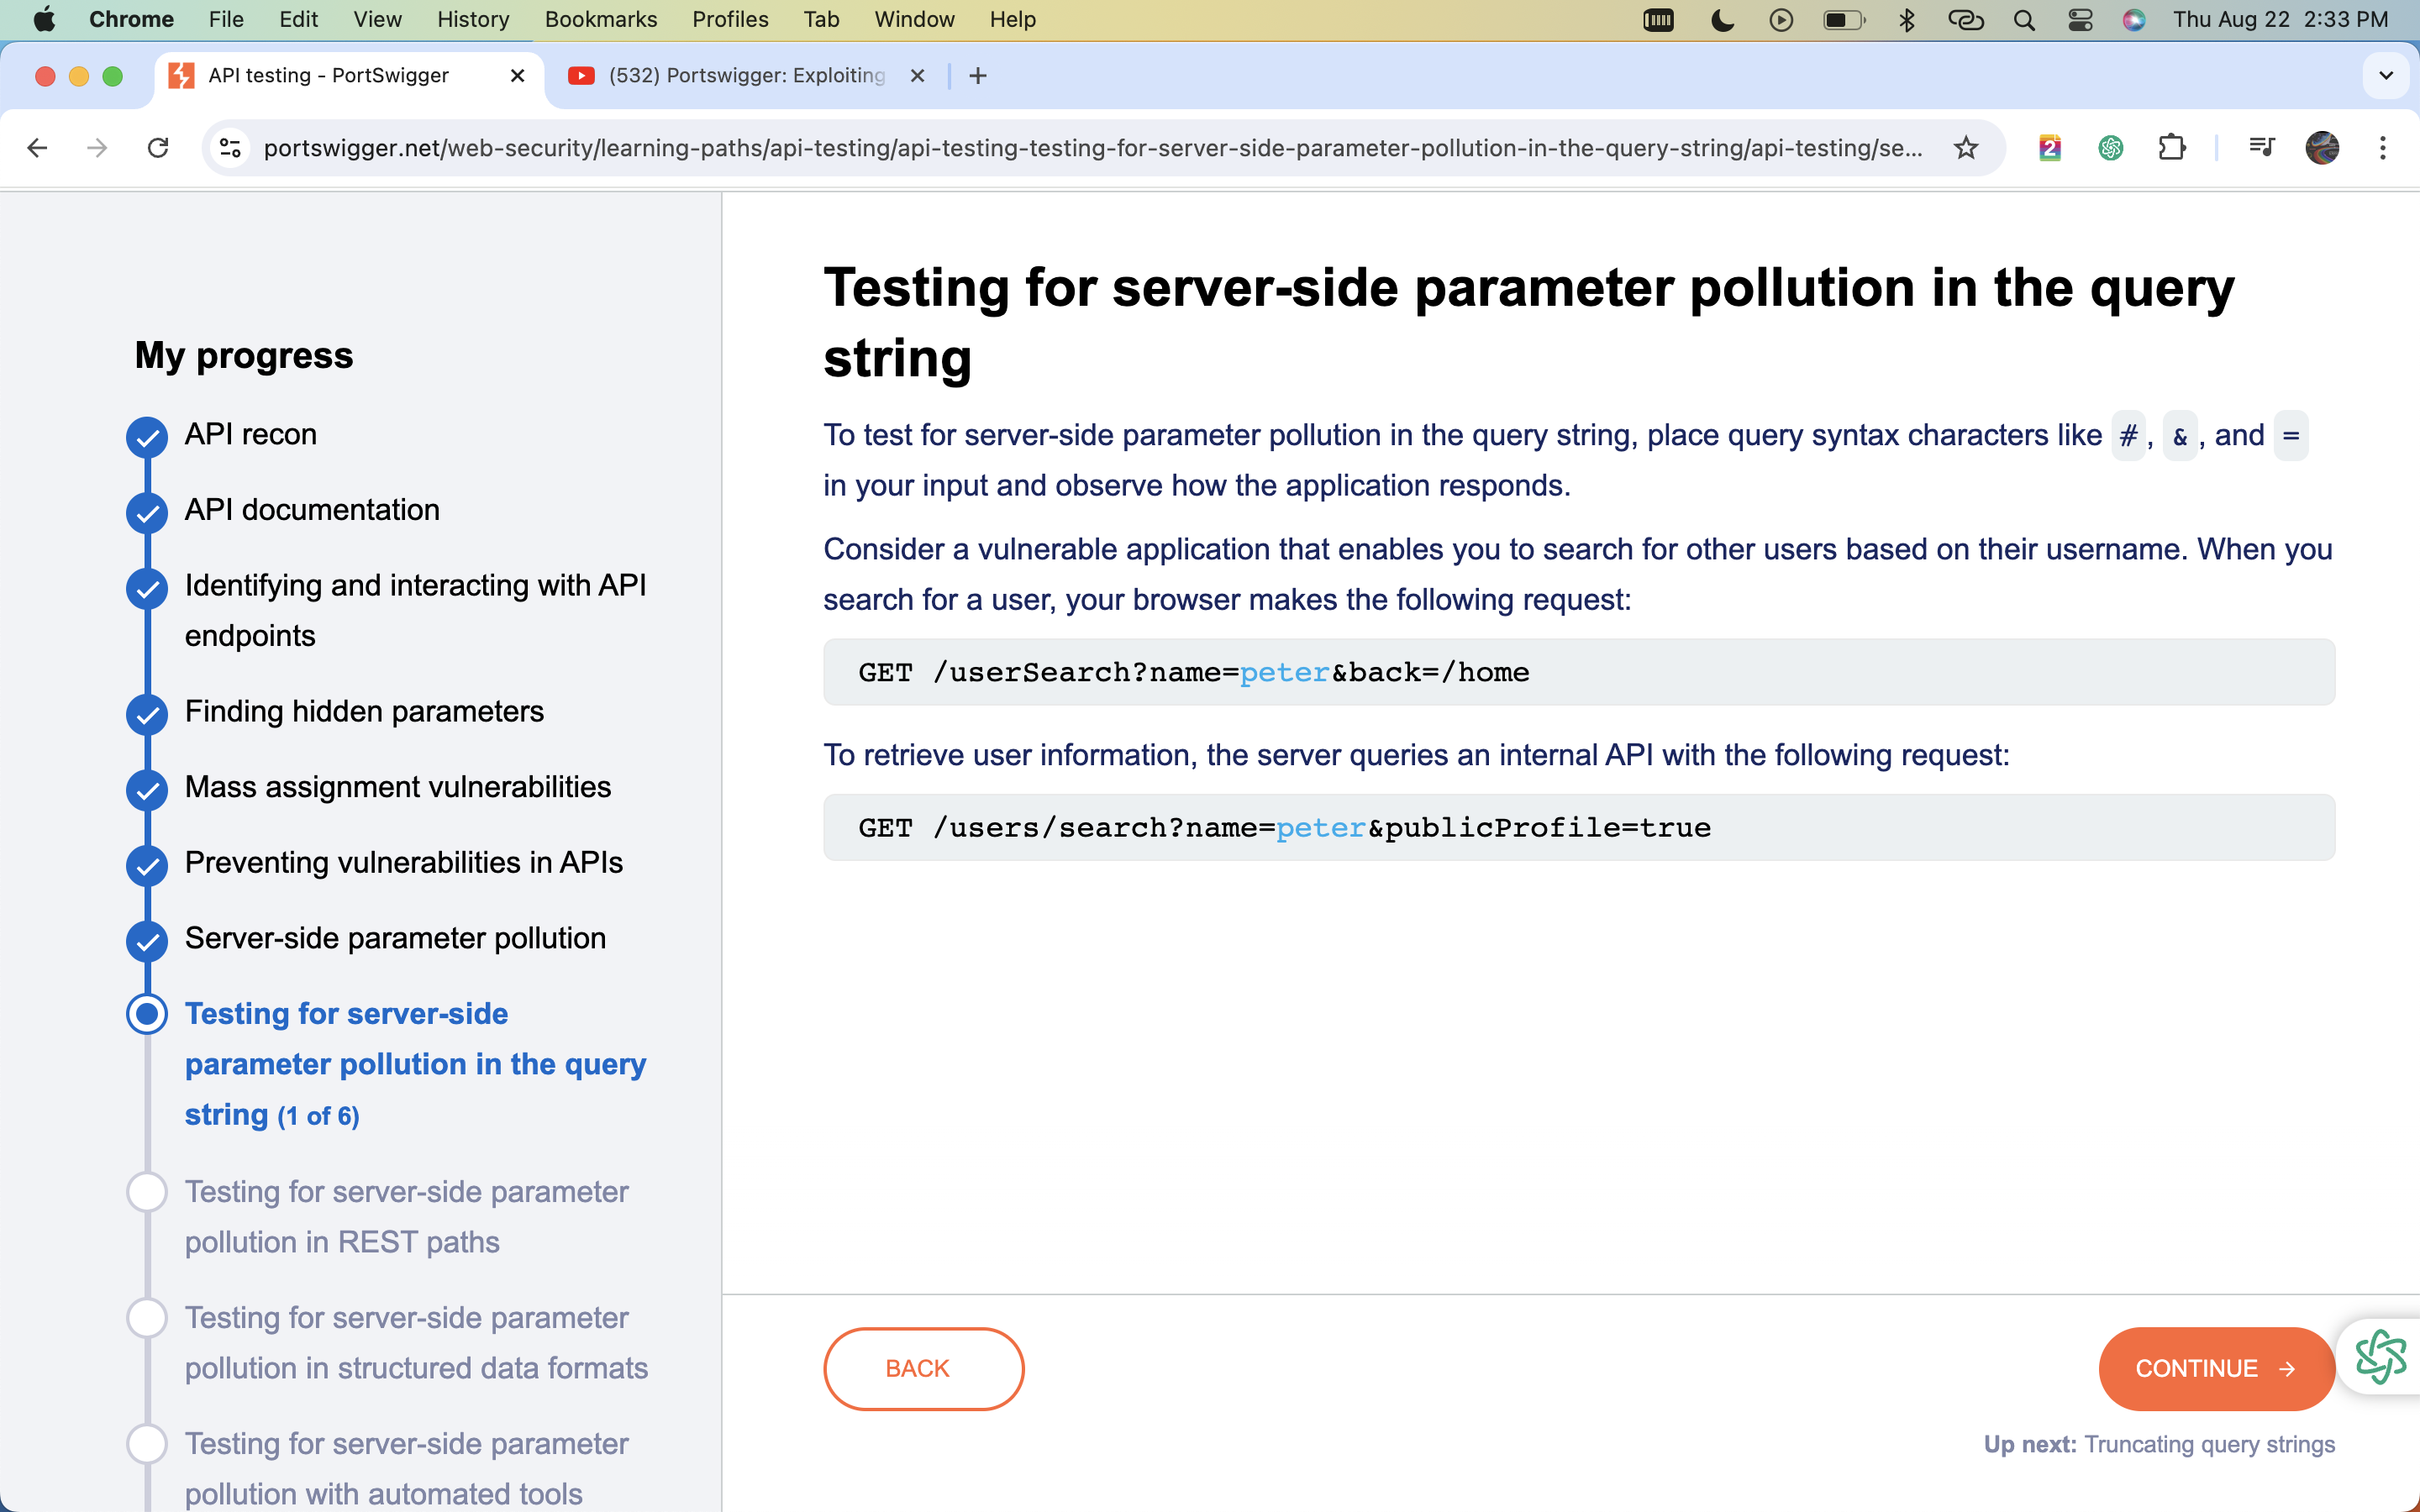 Chrome File Edit View History Bookmarks Profiles Tab Window Help Thu Aug 22 2:33 PM
API testing - PortSwigger (532) Portswigger: Exploiting
portswigger.net/web-security/learning-paths/api-testing/api-testing-testing-for-server-side-parameter-pollution-in-the-query-string/api-testing/se... 2
My progress
API recon
API documentation
Identifying and interacting with API
endpoints
Finding hidden parameters
Mass assignment vulnerabilities
Preventing vulnerabilities in APIs
Server-side parameter pollution
Testing for server-side
parameter pollution in the query
string (1 of 6)
Testing for server-side parameter
pollution in REST paths
Testing for server-side parameter
pollution in structured data formats
Testing for server-side parameter
pollution with automated tools
Testing for server-side parameter pollution in the query
string
To test for server-side parameter pollution in the query string, place query syntax characters like #, &, and =
in your input and observe how the application responds.
Consider a vulnerable application that enables you to search for other users based on their username. When you
search for a user, your browser makes the following request:
GET /userSearch?name=peter&back=/home
To retrieve user information, the server queries an internal API with the following request:
GET /users/search?name=peter&publicProfile=true
BACK
CONTINUE →
Up next: Truncating query strings